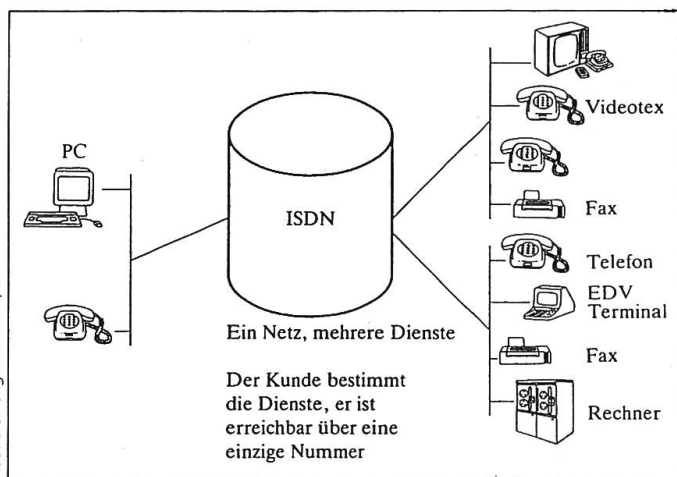 PC
ISDN
Videotex
Fax
Telefon
EDV
Terminal
Fax
Rechner
Ein Netz, mehrere Dienste
Der Kunde bestimmt
die Dienste, er ist
erreichbar über eine
einzige Nummer